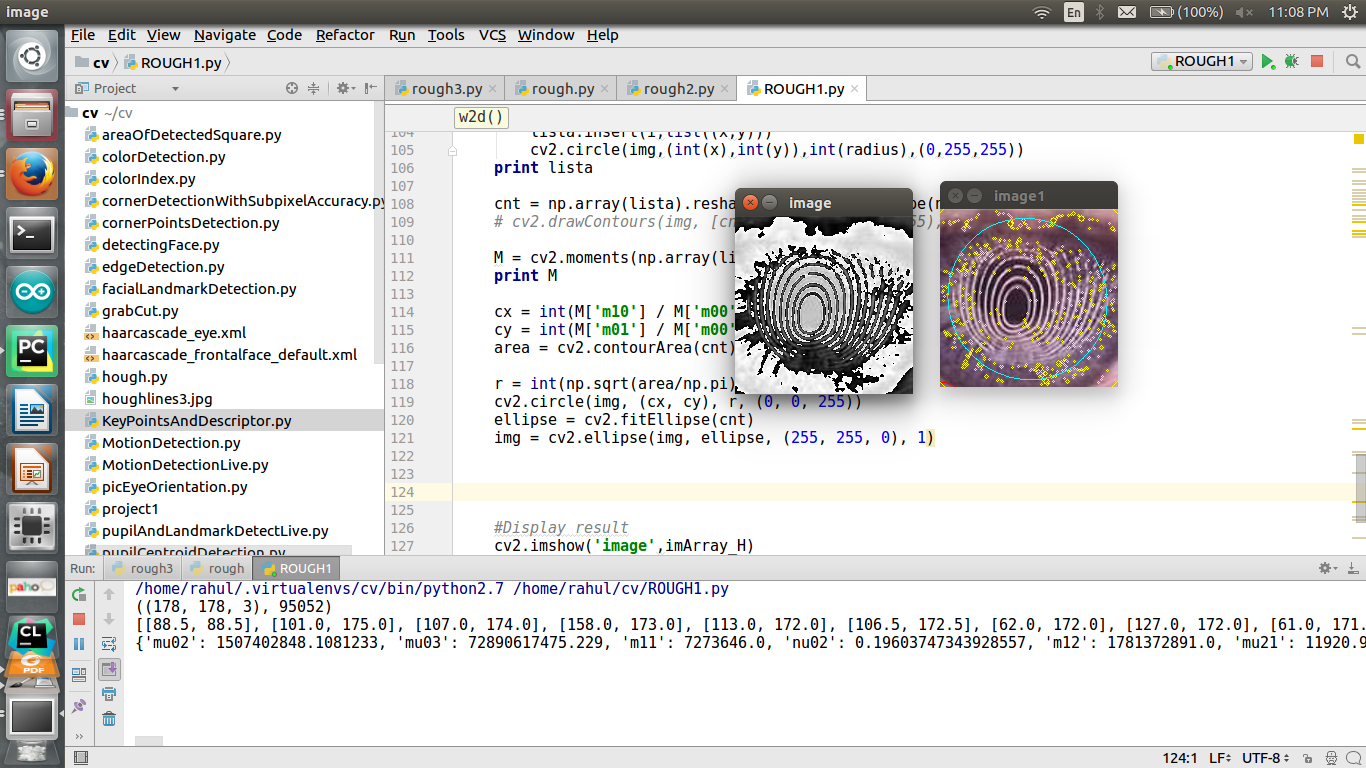 image
En
(100%)
11:08 PM
File Edit View Navigate Code Refactor Run Tools VCS Window Help
cv ROUGH1.py
ROUGH1
Project
rough3.py rough.py rough2.py ROUGH1.py
cv ~/cv
areaOfDetectedSquare.py
colorDetection.py
colorIndex.py
cornerDetectionWithSubpixelAccuracy.py
cornerPointsDetection.py
detectingFace.py
edgeDetection.py
facialLandmarkDetection.py
grabCut.py
haarcascade_eye.xml
haarcascade_frontalface_default.xml
hough.py
houghlines3.jpg
KeyPointsAndDescriptor.py
MotionDetection.py
MotionDetectionLive.py
picEyeOrientation.py
project1
pupilAndLandmarkDetectLive.py
pupilCentroidDetection.py
w2d()
104 lista.insert(i,list((x,y)))
105 cv2.circle(img,(int(x),int(y)),int(radius),(0,255,255))
106 print lista
107
108 cnt = np.array(lista).resha
109 # cv2.drawContours(img, [cn
110
111 M = cv2.moments(np.array(li
112 print M
113
114 cx = int(M['m10'] / M['m00'
115 cy = int(M['m01'] / M['m00'
116 area = cv2.contourArea(cnt)
117
118 r = int(np.sqrt(area/np.pi)
119 cv2.circle(img, (cx, cy), r, (0, 0, 255))
120 ellipse = cv2.fitEllipse(cnt)
121 img = cv2.ellipse(img, ellipse, (255, 255, 0), 1)
122
123
124
125
126 #Display result
127 cv2.imshow('image',imArray_H)
image
image1
Run: rough3 rough ROUGH1
/home/rahul/.virtualenvs/cv/bin/python2.7 /home/rahul/cv/ROUGH1.py
((178, 178, 3), 95052)
[[88.5, 88.5], [101.0, 175.0], [107.0, 174.0], [158.0, 173.0], [113.0, 172.0], [106.5, 172.5], [62.0, 172.0], [127.0, 172.0], [61.0, 171.
{'mu02': 1507402848.1081233, 'mu03': 72890617475.229, 'm11': 7273646.0, 'nu02': 0.19603747343928557, 'm12': 1781372891.0, 'mu21': 11920.9
PC
paho
CL
PDF
124:1 LF UTF-8